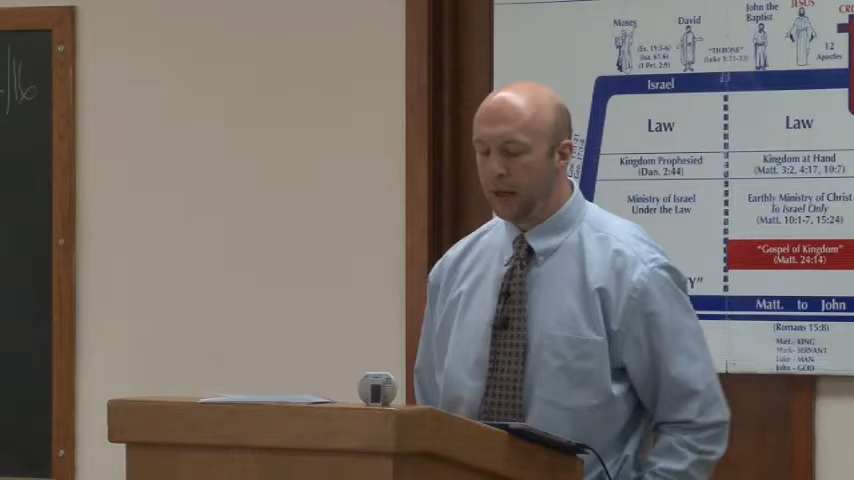 /16
Moses
David
John the
Baptist
JESUS
CRO
(Ex. 19:5-6)
(Isa. 61:6)
(1 Pet. 2:9)
"THRONE"
(Luke 1:31-33)
12
Apostles
Israel
Law
Law
Kingdom Prophesied
(Dan. 2:44)
Kingdom at Hand
(Matt. 3:2, 4:17, 10:7)
Ministry of Israel
Under the Law
Earthly Ministry of Christ
To Israel Only
(Matt. 10:1-7, 15:24)
"Gospel of Kingdom"
(Matt. 24:14)
Y"
Matt. to John
(Romans 15:8)
Matt - KING
Mark - SERVANT
Luke - MAN
John - GOD